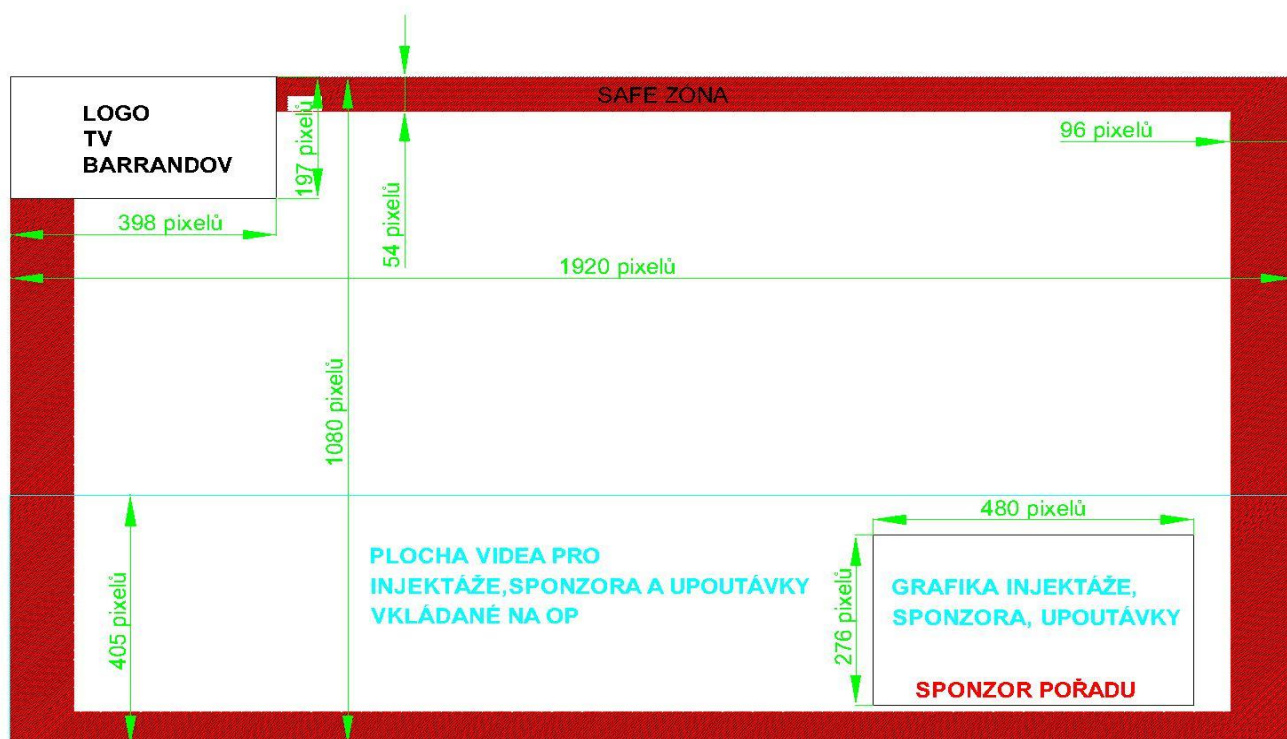 SAFE ZÓNA
LOGO
TV
BARRANDOV
197 pixelů
96 pixelů
398 pixelů
54 pixelů
1920 pixelů
1080 pixelů
480 pixelů
PLOCHA VIDEA PRO
INJEKTÁŽE,SPONZORA A UPOUTÁVKY
VKLÁDANÉ NA OP
405 pixelů
276 pixelů
GRAFIKA INJEKTÁŽE,
SPONZORA, UPOUTÁVKY
SPONZOR POŘADU